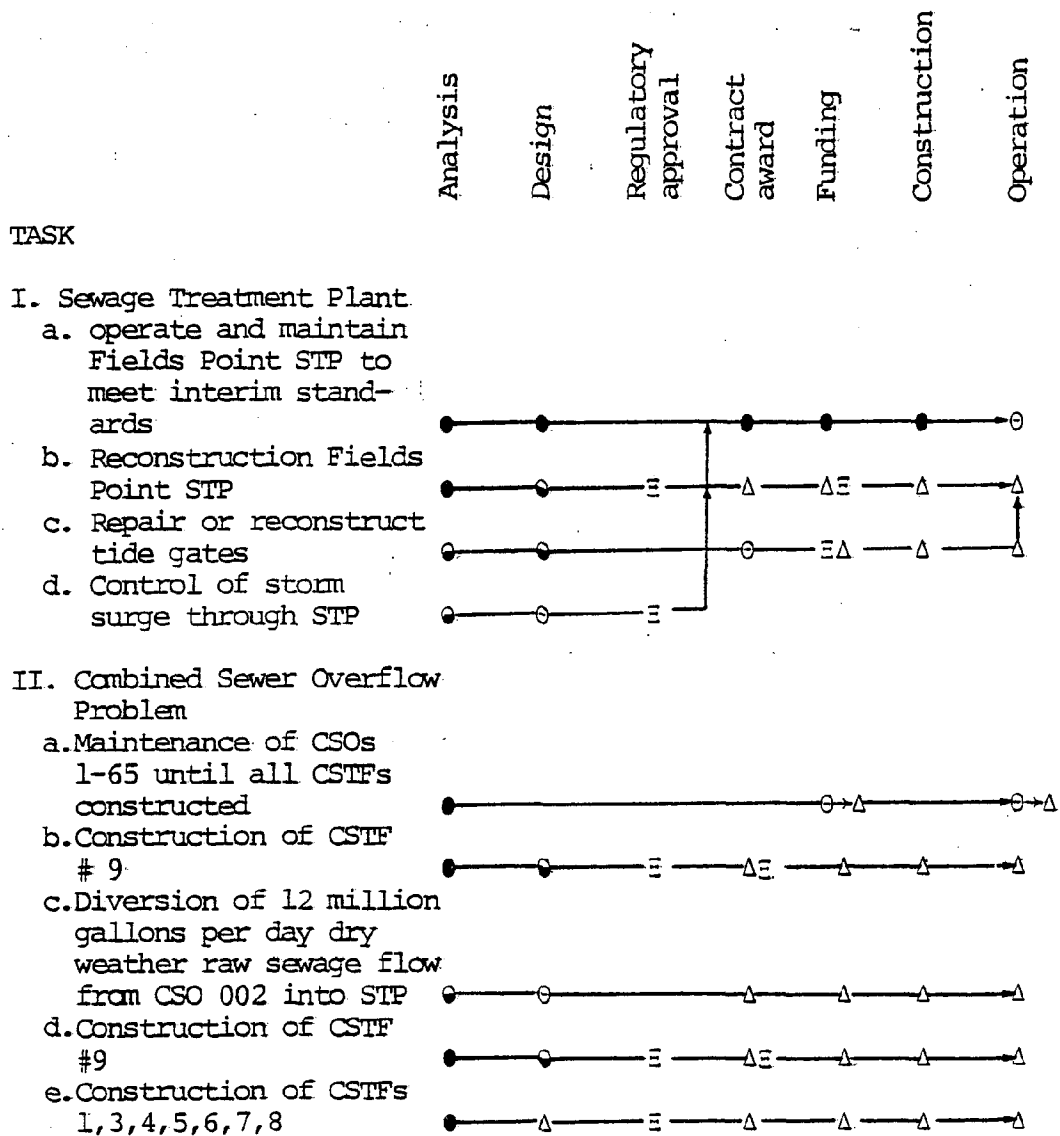 Analysis
Design
Regulatory
approval
Contract
award
Funding
Construction
Operation
TASK
I. Sewage Treatment Plant
a. operate and maintain
Fields Point STP to
meet interim stand-
ards
b. Reconstruction Fields
Point STP
c. Repair or reconstruct
tide gates
d. Control of storm
surge through STP
II. Combined Sewer Overflow
Problem
a.Maintenance of CSOs
1-65 until all CSTFs
constructed
b.Construction of CSTF
# 9
c.Diversion of 12 million
gallons per day dry
weather raw sewage flow
from CSO 002 into STP
d.Construction of CSTF
#9
e.Construction of CSTFs
1,3,4,5,6,7,8